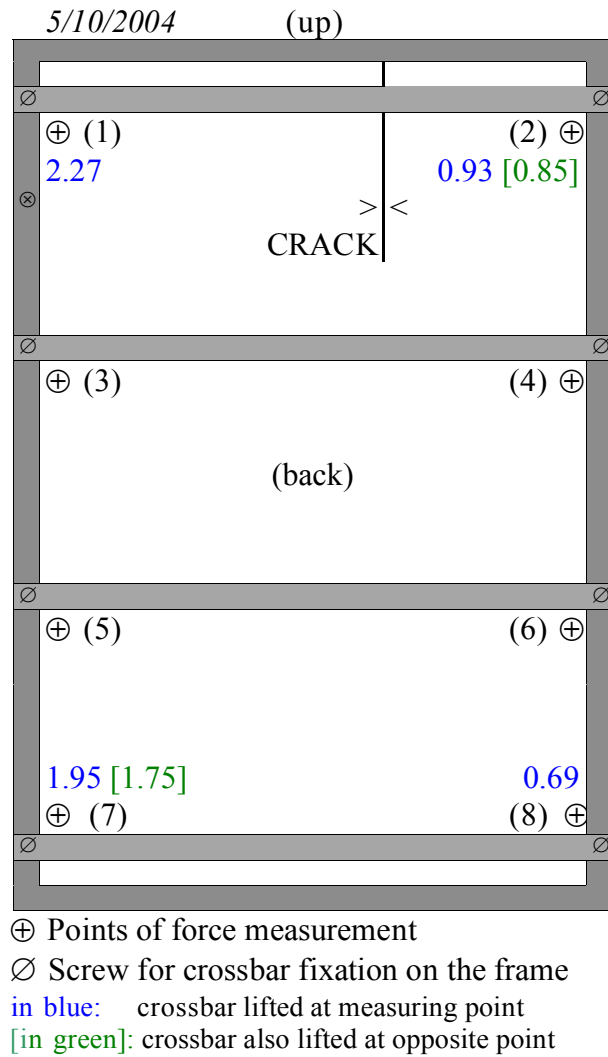 5/10/2004 (up)
∅ ∅
⊕ (1) (2) ⊕
2.27 0.93 [0.85]
⊗ > <
CRACK
∅ ∅
⊕ (3) (4) ⊕
(back)
∅ ∅
⊕ (5) (6) ⊕
1.95 [1.75] 0.69
⊕ (7) (8) ⊕
∅ ∅
⊕ Points of force measurement
∅ Screw for crossbar fixation on the frame
in blue: crossbar lifted at measuring point
[in green]: crossbar also lifted at opposite point